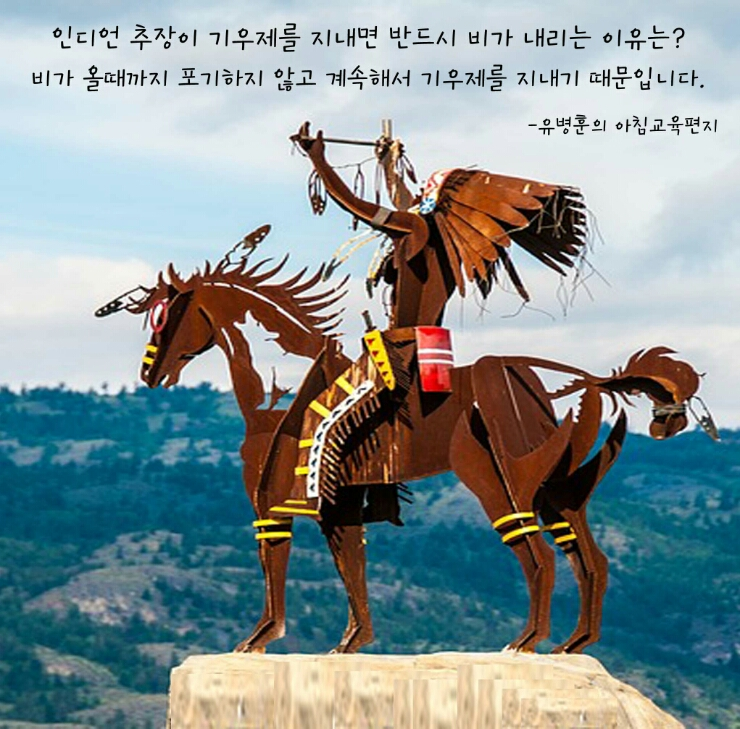 인디언 추장이 기우제를 지내면 반드시 비가 내리는 이유는?
비가 올때까지 포기하지 않고 계속해서 기우제를 지내기 때문입니다.
-유병훈의 아침교육편지